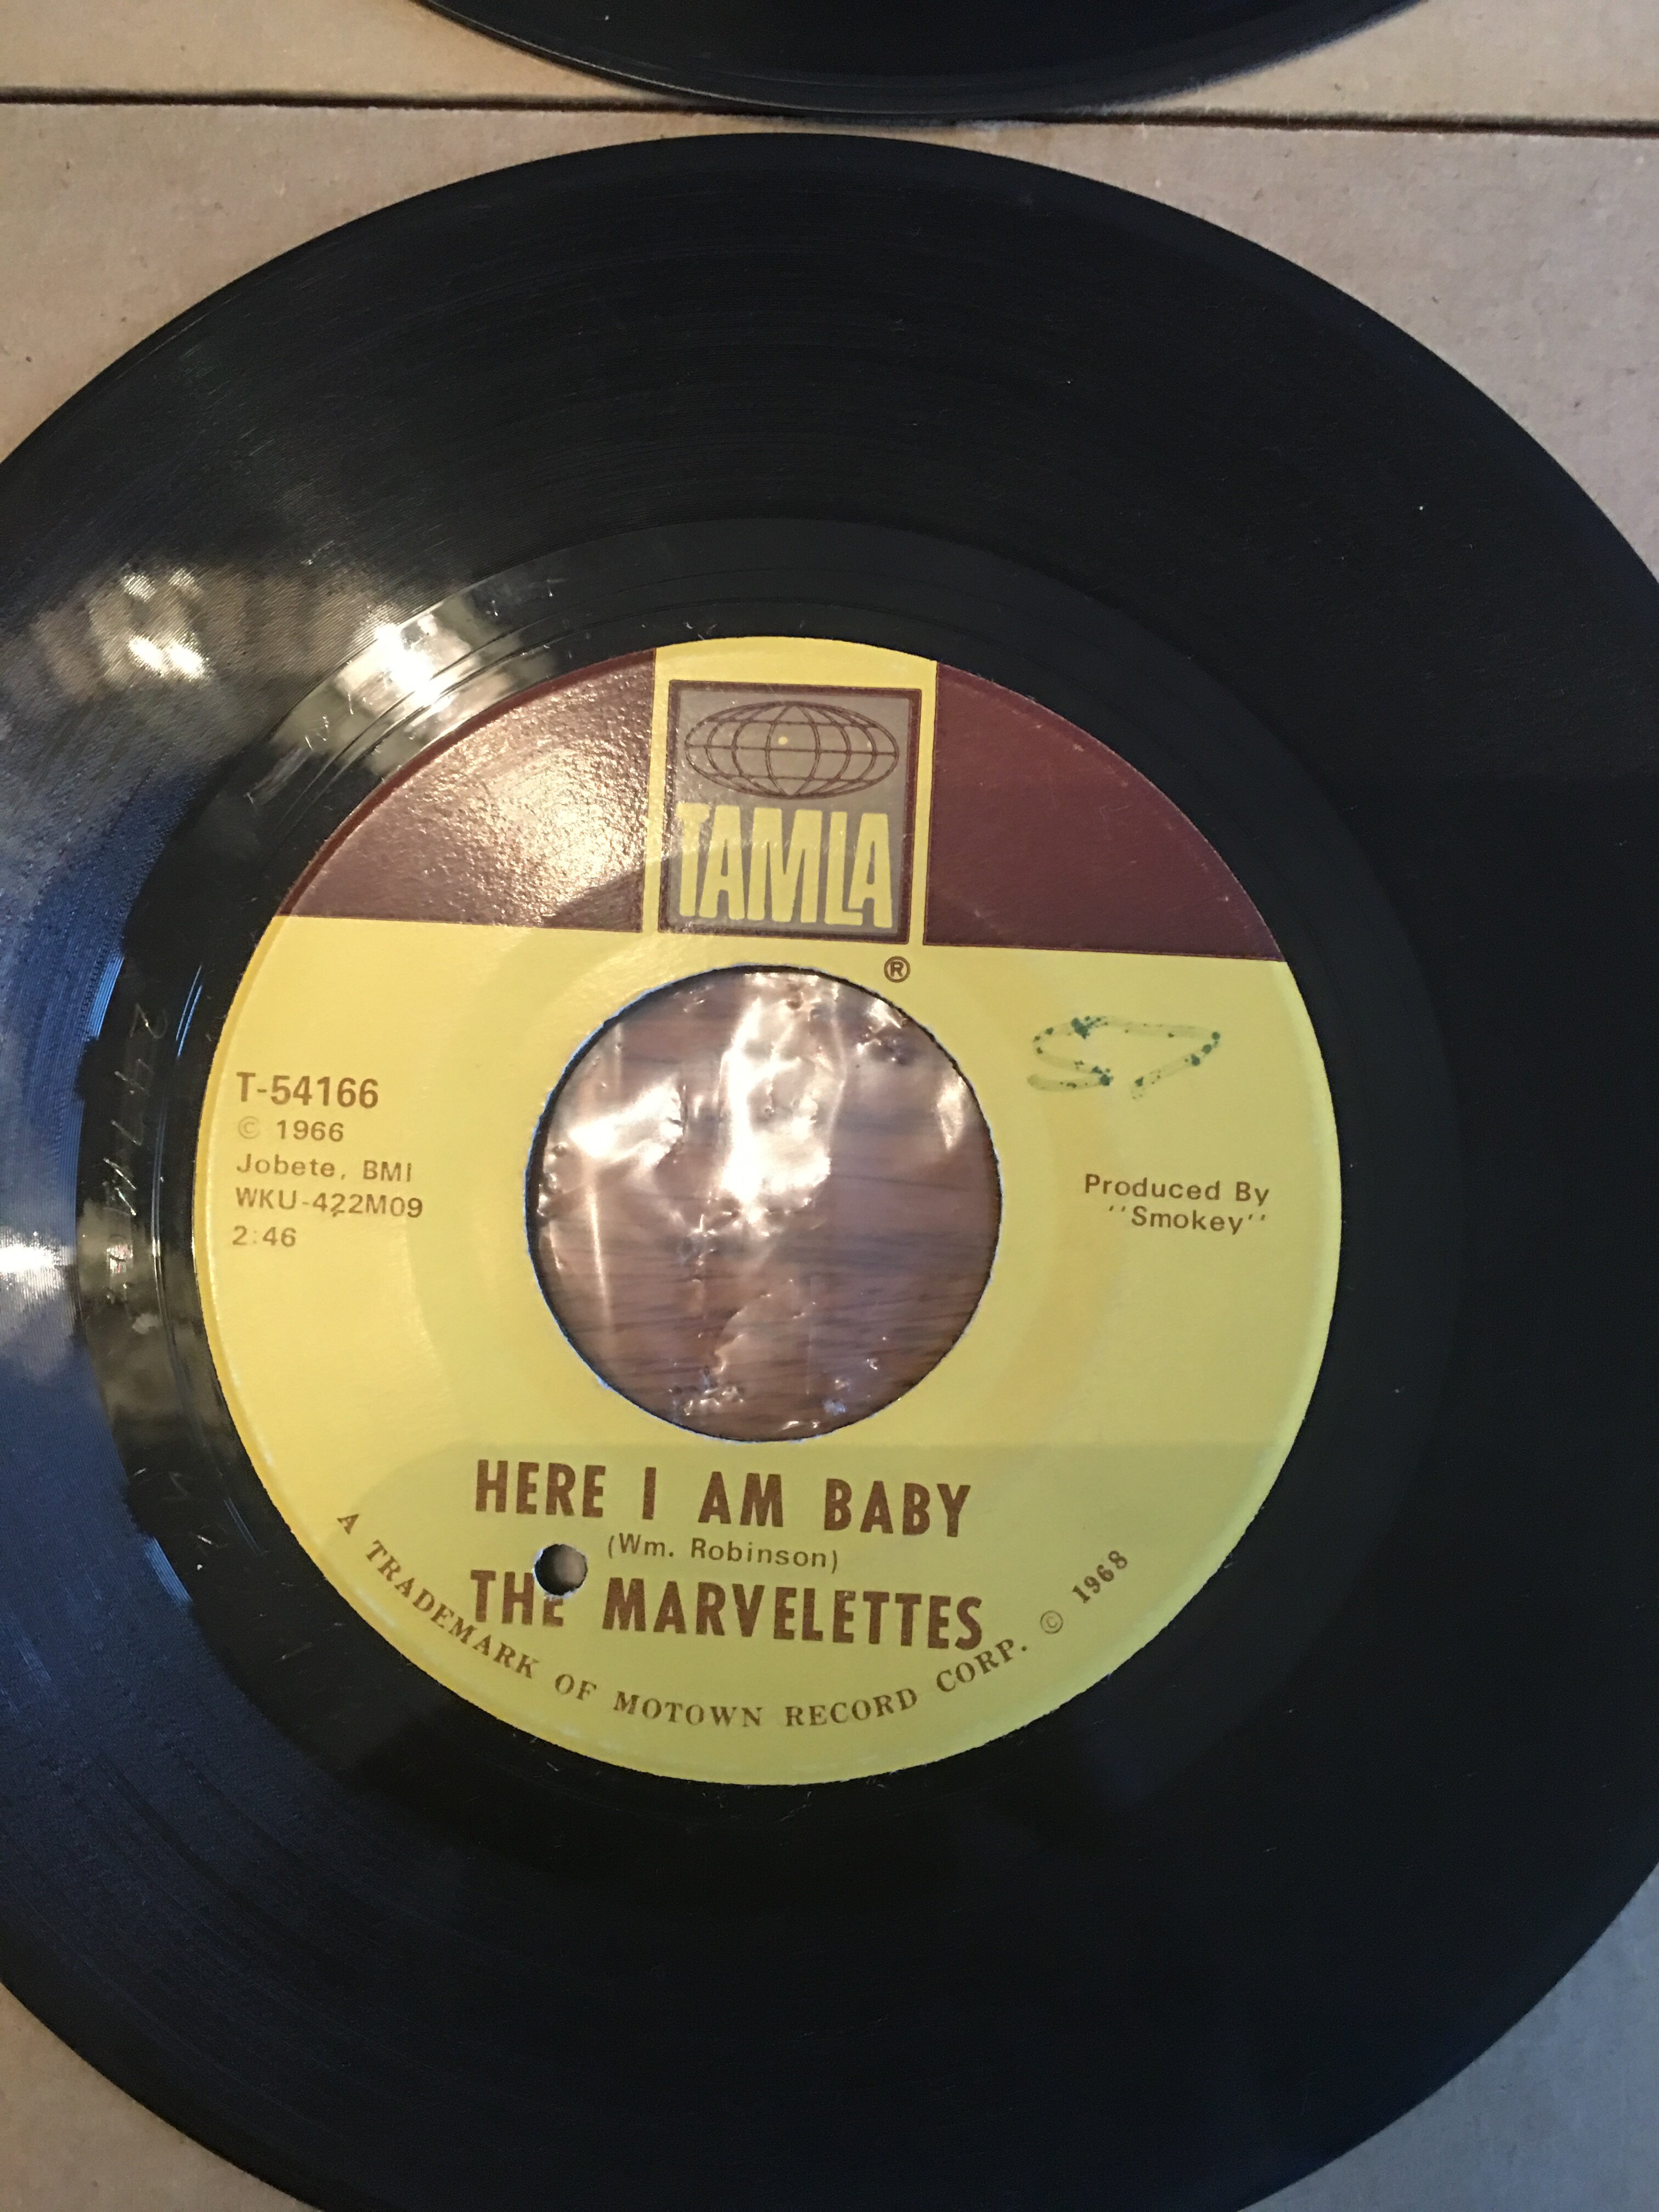 TAMLA
®
T-54166
© 1966
Jobete, BMI
WKU-422M09
2:46
Produced By
"Smokey"
HERE I AM BABY
(Wm. Robinson)
THE MARVELETTES
A TRADEMARK OF MOTOWN RECORD CORP. © 1968